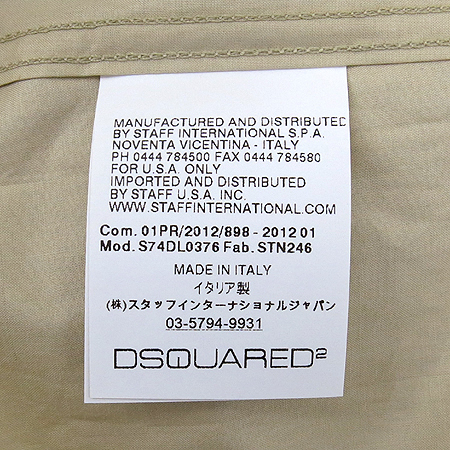 MANUFACTURED AND DISTRIBUTED
BY STAFF INTERNATIONAL S.P.A.
NOVENTA VICENTINA - ITALY
PH 0444 784500 FAX 0444 784580
FOR U.S.A. ONLY
IMPORTED AND DISTRIBUTED
BY STAFF U.S.A. INC.
WWW.STAFFINTERNATIONAL.COM
Com. 01PR/2012/898 - 2012 01
Mod. S74DL0376 Fab. STN246
MADE IN ITALY
イタリア製
(株)スタッフインターナショナルジャパン
03-5794-9931
DSQUARED²